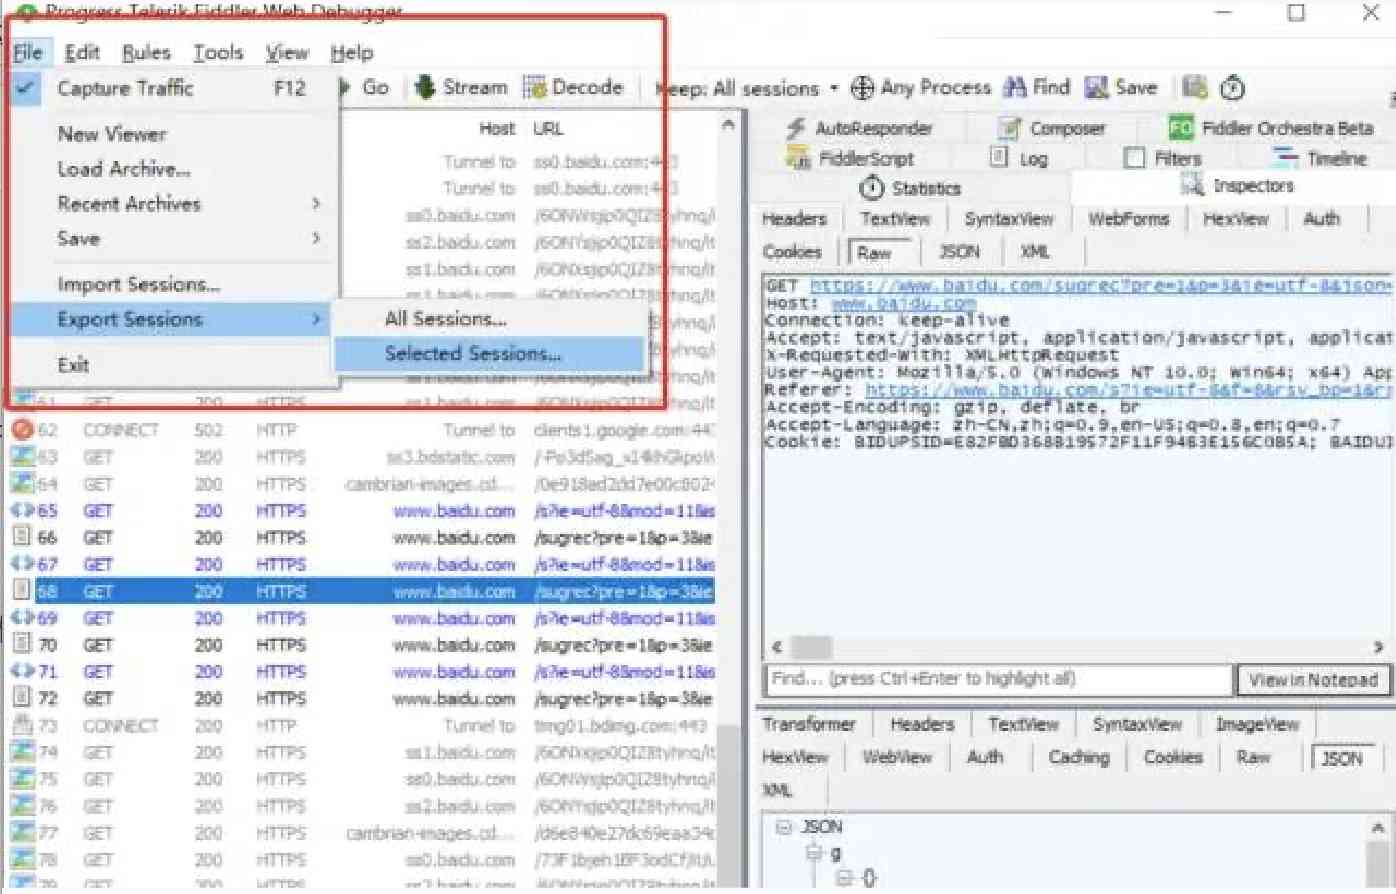 Progress Telerik Fiddler Web Debugger
File Edit Rules Tools View Help
Capture Traffic F12
Go Stream Decode Keep: All sessions Any Process Find Save
New Viewer
Load Archive...
Recent Archives
Save
Import Sessions...
Export Sessions
Exit
All Sessions...
Selected Sessions...
Host URL
Tunnel to ss0.baidu.com:443
Tunnel to ss0.baidu.com:443
ss0.baidu.com
ss2.baidu.com
ss1.baidu.com
61 GET 200 HTTPS ss1.baidu.com
62 CONNECT 502 HTTP Tunnel to clients1.google.com:443
63 GET 200 HTTPS ss3.bdstatic.com
64 GET 200 HTTPS cambrian-images.cd... /0e918ad2dd7e00c802
65 GET 200 HTTPS www.baidu.com /s?ie=utf-8&mod=11&is
66 GET 200 HTTPS www.baidu.com /sugrec?pre=1&p=3&ie
67 GET 200 HTTPS www.baidu.com /s?ie=utf-8&mod=11&is
68 GET 200 HTTPS www.baidu.com /sugrec?pre=1&p=3&ie
69 GET 200 HTTPS www.baidu.com /s?ie=utf-8&mod=11&is
70 GET 200 HTTPS www.baidu.com /sugrec?pre=1&p=3&ie
71 GET 200 HTTPS www.baidu.com /s?ie=utf-8&mod=11&is
72 GET 200 HTTPS www.baidu.com /sugrec?pre=1&p=3&ie
73 CONNECT 200 HTTP Tunnel to timg01.bdimg.com:443
74 GET 200 HTTPS ss1.baidu.com
75 GET 200 HTTPS ss0.baidu.com
76 GET 200 HTTPS ss2.baidu.com
77 GET 200 HTTPS cambrian-images.cd... /d6e840e27dc69eaa34
78 GET 200 HTTPS ss0.baidu.com
79 GET 200 HTTPS ss2.baidu.com
AutoResponder Composer FO Fiddler Orchestra Beta
FiddlerScript Log Filters Timeline
Statistics Inspectors
Headers TextView SyntaxView WebForms HexView Auth
Cookies Raw JSON XML
GET https://www.baidu.com/sugrec?pre=1&p=3&ie=utf-8&json=
Host: www.baidu.com
Connection: keep-alive
Accept: text/javascript, application/javascript, applicat
X-Requested-With: XMLHttpRequest
User-Agent: Mozilla/5.0 (Windows NT 10.0; Win64; x64) App
Referer: https://www.baidu.com/s?ie=utf-8&f=8&rsv_bp=1&r
Accept-Encoding: gzip, deflate, br
Accept-Language: zh-CN,zh;q=0.9,en-US;q=0.8,en;q=0.7
Cookie: BIDUPSID=E82FBD368819572F11F94B3E156C0B5A; BAIDUI
Find... (press Ctrl+Enter to highlight all) View in Notepad
Transformer Headers TextView SyntaxView ImageView
HexView WebView Auth Caching Cookies Raw JSON
XML
JSON
g
{}